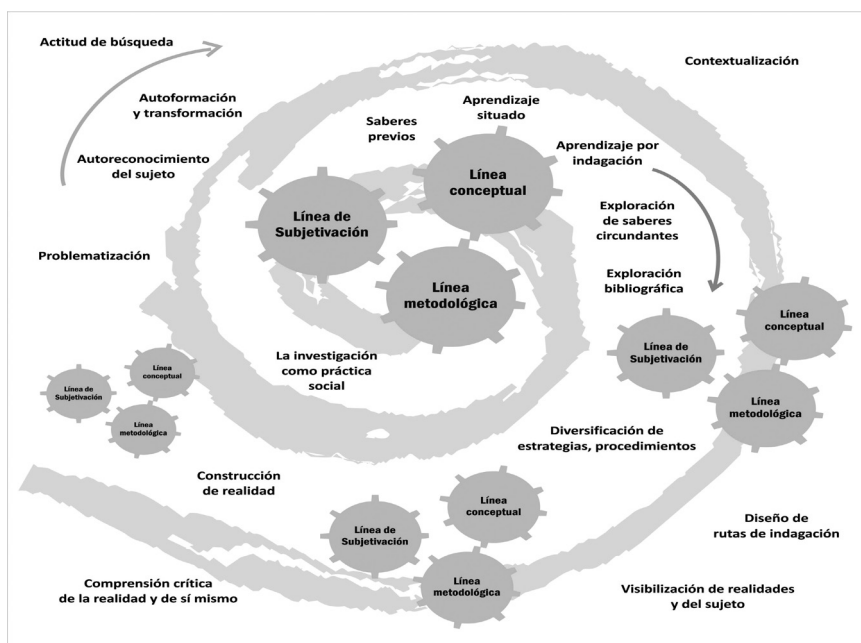 Actitud de búsqueda
Contextualización
Autoformación
y transformación
Aprendizaje
situado
Saberes
previos
Autoreconocimiento
del sujeto
Aprendizaje por
indagación
Línea
conceptual
Línea de
Subjetivación
Exploración
de saberes
circundantes
Problematización
Línea
metodológica
Exploración
bibliográfica
Línea
conceptual
Línea de
Subjetivación
La investigación
como práctica
social
Línea
conceptual
Línea de
Subjetivación
Línea
metodológica
Línea
metodológica
Diversificación de
estrategias, procedimientos
Construcción
de realidad
Línea
conceptual
Línea de
Subjetivación
Diseño de
rutas de indagación
Línea
metodológica
Comprensión crítica
de la realidad y de sí mismo
Visibilización de realidades
y del sujeto